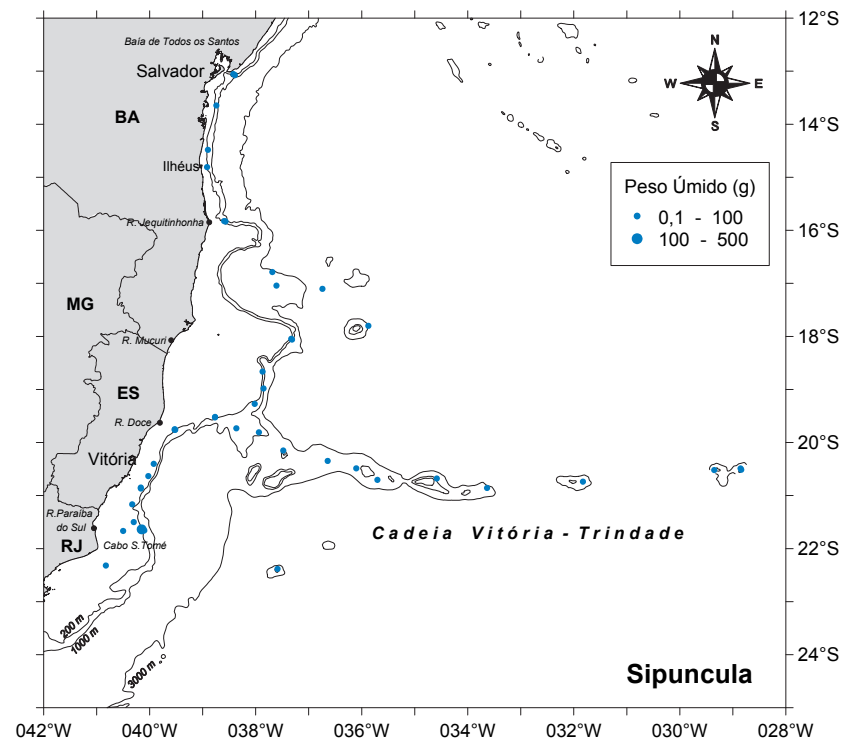 12°S
14°S
16°S
18°S
20°S
22°S
24°S
042°W
040°W
03°W
036°W
034°W
032°W
030°W
28°W
Baía de Todos os Santos
Salvador
BA
Ilhéus
R. Jequitinhonha
MG
R. Mucuri
ES
R. Doce
Vitória
R.Paraíba
do Sul
RJ
Cabo S.Tomé
200 m
1000 m
3000 m
N
W
E
S
Peso Úmido (g)
0,1 - 100
100 - 500
Cadeia Vitória - Trindade
Sipuncula